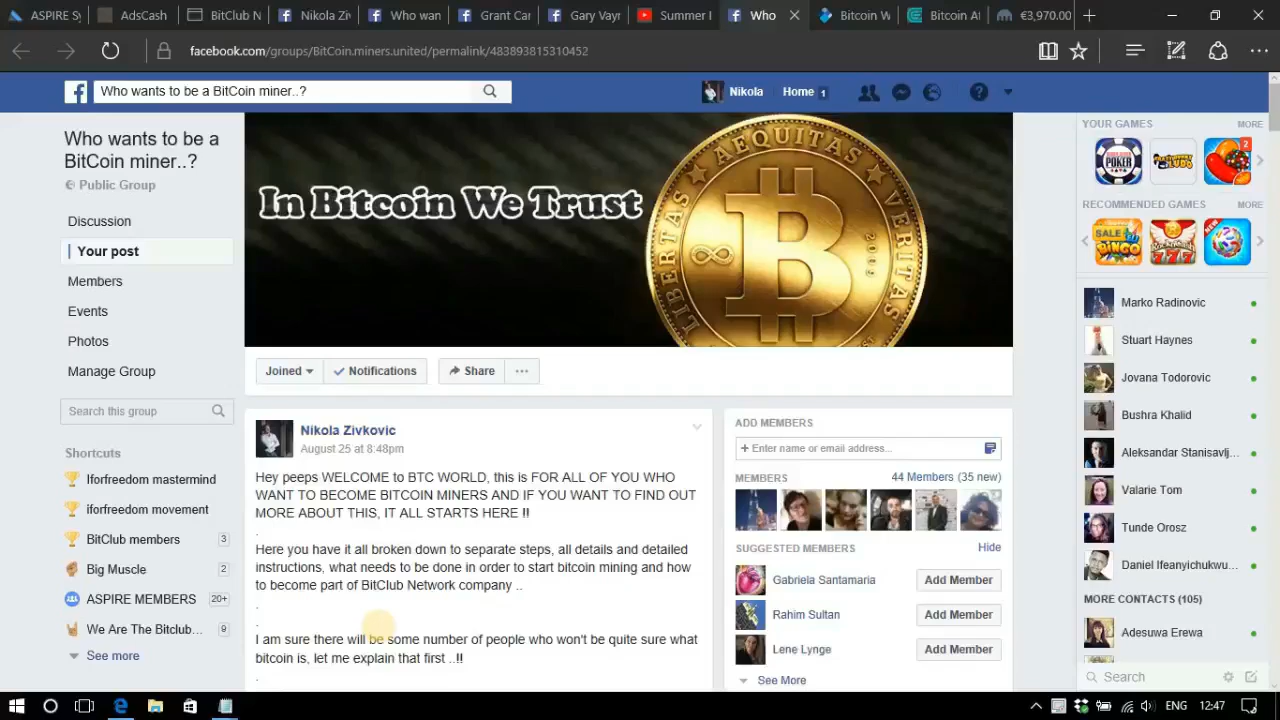 ASPIRE Sy
AdsCash
BitClub N
Nikola Ziv
Who wan
Grant Car
Gary Vayr
Summer I
Who
Bitcoin W
Bitcoin At
€3,970.00
facebook.com/groups/BitCoin.miners.united/permalink/483893815310452
Who wants to be a BitCoin miner..?
Nikola
Home 1
Who wants to be a
BitCoin miner..?
Public Group
Discussion
Your post
Members
Events
Photos
Manage Group
Search this group
Shortcuts
Iforfreedom mastermind
iforfreedom movement
BitClub members 3
Big Muscle 2
ASPIRE MEMBERS 20+
We Are The Bitclub... 9
See more
In Bitcoin We Trust
AEQUITAS
LIBERTAS
VERITAS
2009
B
Joined
Notifications
Share
Nikola Zivkovic
August 25 at 8:48pm
Hey peeps WELCOME to BTC WORLD, this is FOR ALL OF YOU WHO
WANT TO BECOME BITCOIN MINERS AND IF YOU WANT TO FIND OUT
MORE ABOUT THIS, IT ALL STARTS HERE !!
.
Here you have it all broken down to separate steps, all details and detailed
instructions, what needs to be done in order to start bitcoin mining and how
to become part of BitClub Network company ..
.
.
I am sure there will be some number of people who won't be quite sure what
bitcoin is, let me explain that first ..!!
.
ADD MEMBERS
+ Enter name or email address...
MEMBERS
44 Members (35 new)
SUGGESTED MEMBERS
Hide
Gabriela Santamaria
Add Member
Rahim Sultan
Add Member
Lene Lynge
Add Member
See More
YOUR GAMES
MORE
POKER
2
RECOMMENDED GAMES
MORE
SALE
BINGO
777
NEW
Marko Radinovic
Stuart Haynes
Jovana Todorovic
Bushra Khalid
Aleksandar Stanisavlj...
Valarie Tom
Tunde Orosz
Daniel Ifeanyichukwu...
MORE CONTACTS (105)
Adesuwa Erewa
Search
ENG
12:47